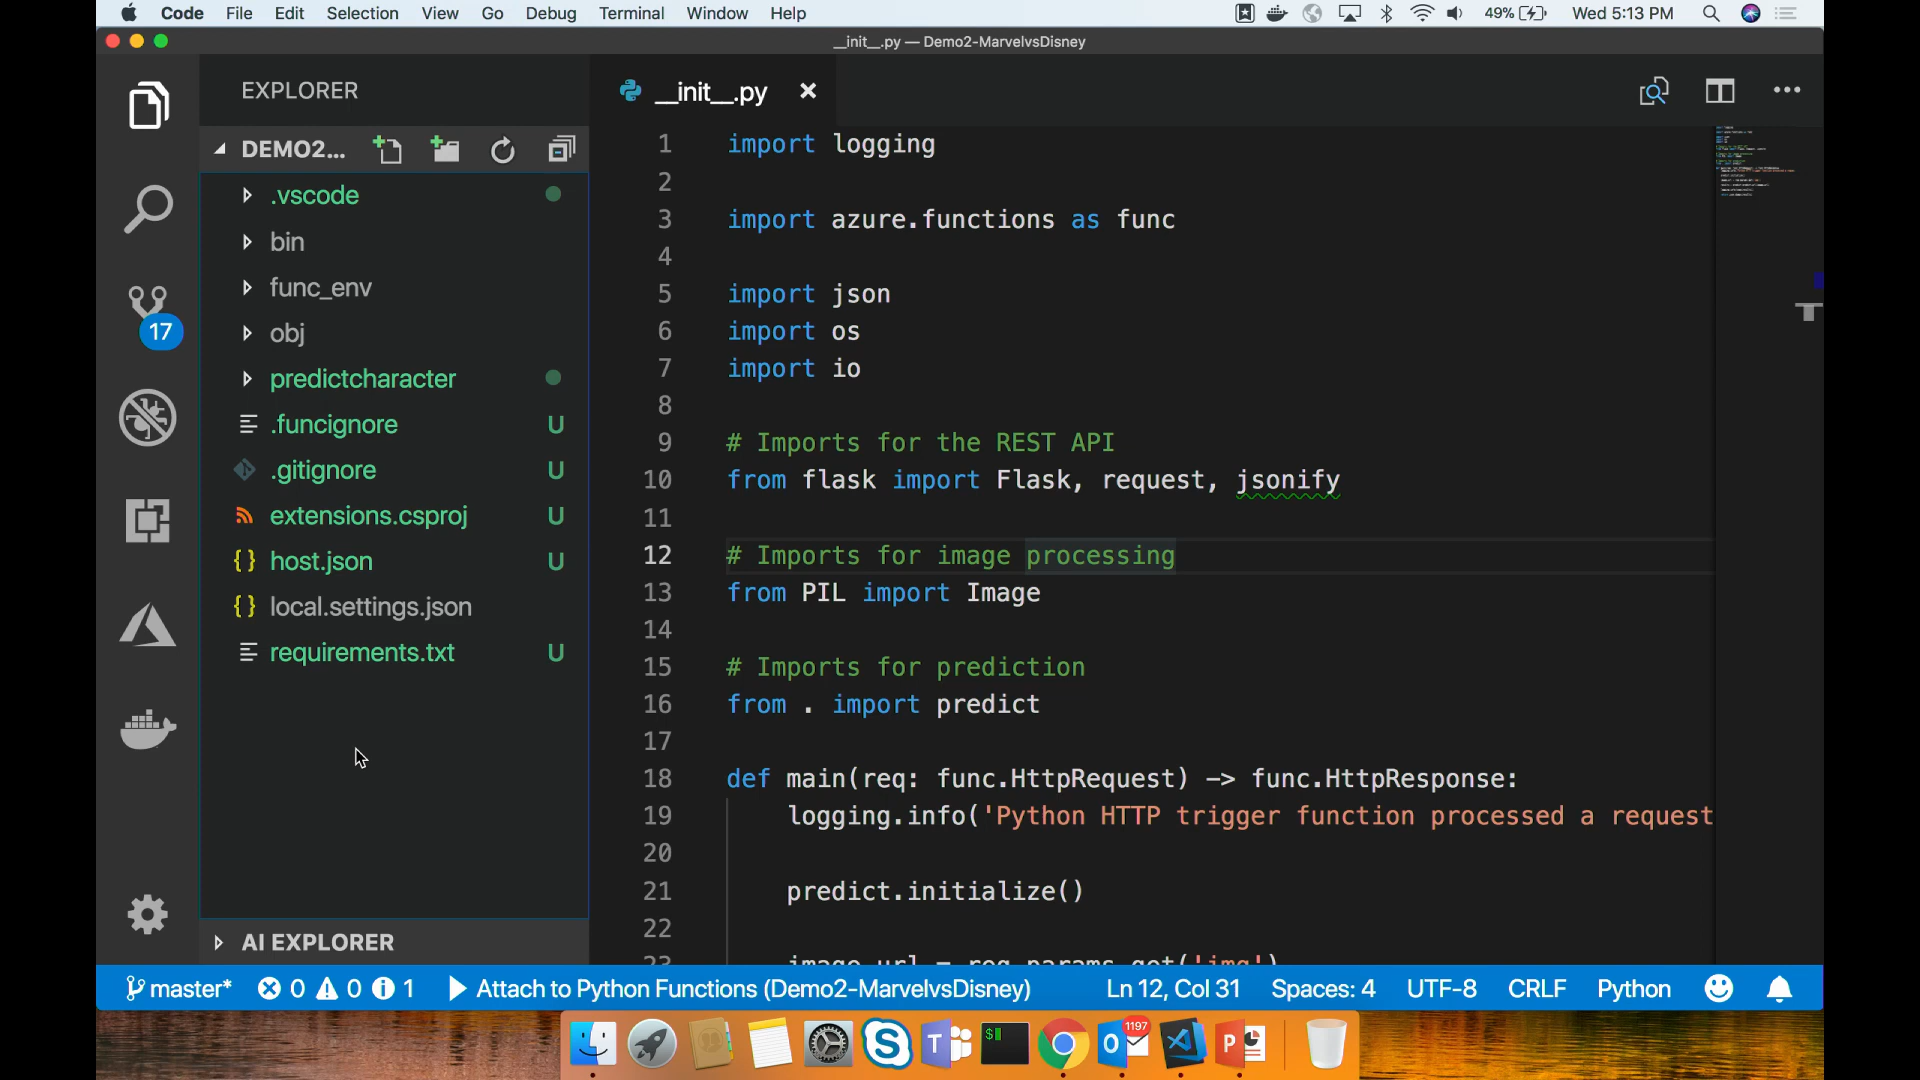 Code File Edit Selection View Go Debug Terminal Window Help
49% Wed 5:13 PM
__init__.py — Demo2-MarvelvsDisney
EXPLORER
DEMO2...
.vscode
bin
func_env
obj
predictcharacter
.funcignore U
.gitignore U
extensions.csproj U
{} host.json U
{} local.settings.json
requirements.txt U
AI EXPLORER
17
__init__.py
1 import logging
2
3 import azure.functions as func
4
5 import json
6 import os
7 import io
8
9 # Imports for the REST API
10 from flask import Flask, request, jsonify
11
12 # Imports for image processing
13 from PIL import Image
14
15 # Imports for prediction
16 from . import predict
17
18 def main(req: func.HttpRequest) -> func.HttpResponse:
19 logging.info('Python HTTP trigger function processed a request
20
21 predict.initialize()
22
23 image_url = req.params.get('img')
master* 0 0 1 Attach to Python Functions (Demo2-MarvelvsDisney) Ln 12, Col 31 Spaces: 4 UTF-8 CRLF Python
1197